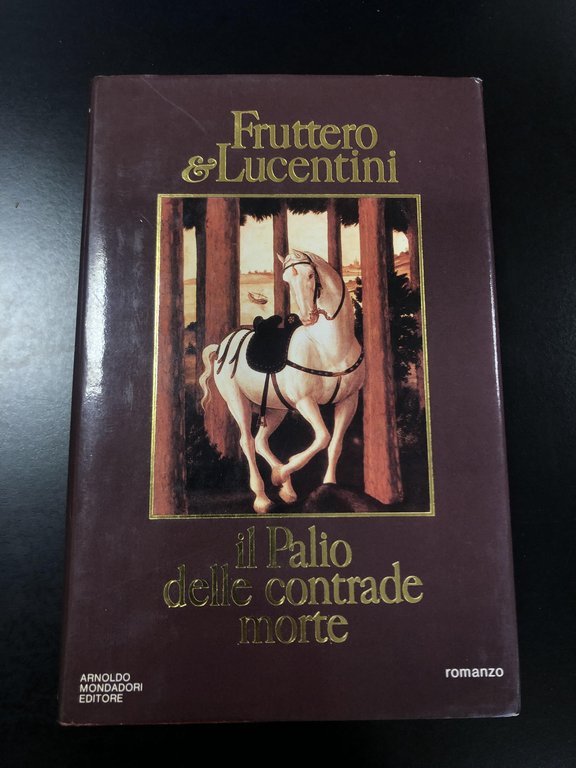 Fruttero
&Lucentini
il Palio
delle contrade
morte
ARNOLDO
MONDADORI
EDITORE
romanzo